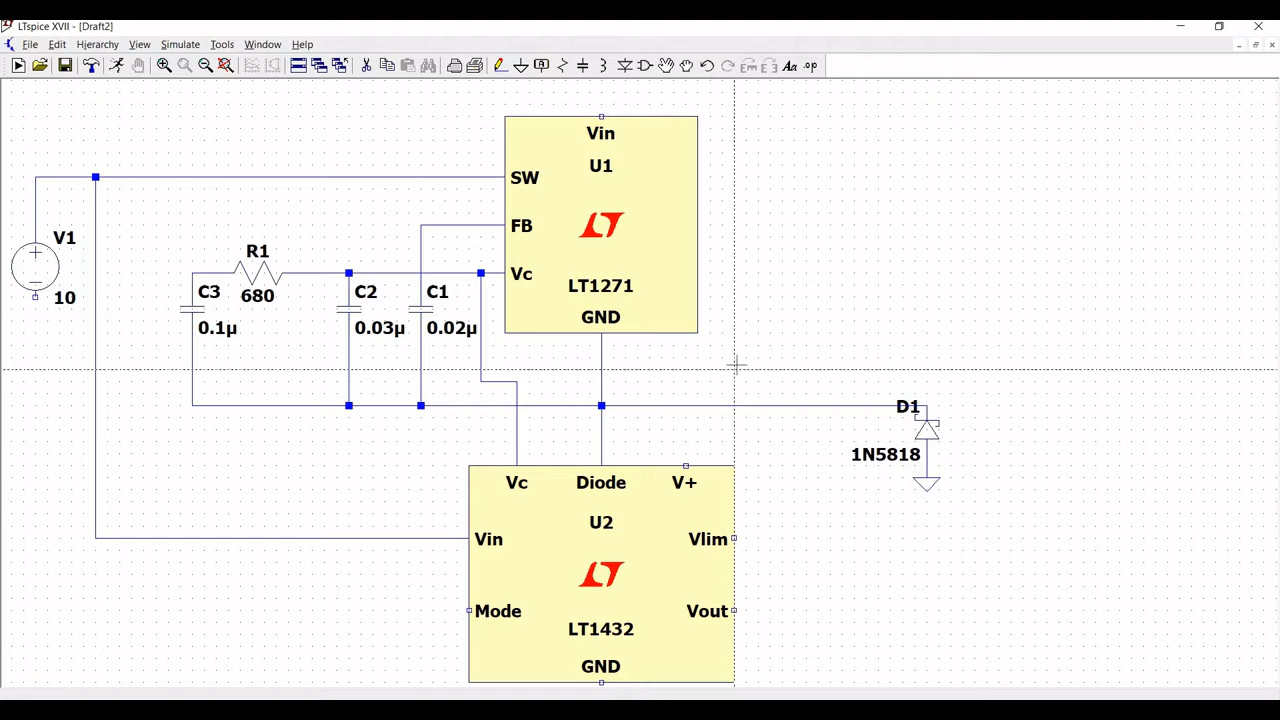 LTspice XVII - [Draft2]
File Edit Hierarchy View Simulate Tools Window Help
Aa .op
Vin
U1
SW
FB
Vc
LT1271
GND
V1
10
R1
680
C3
0.1µ
C2
0.03µ
C1
0.02µ
D1
1N5818
Vc Diode V+
U2
Vin Vlim
Mode Vout
LT1432
GND